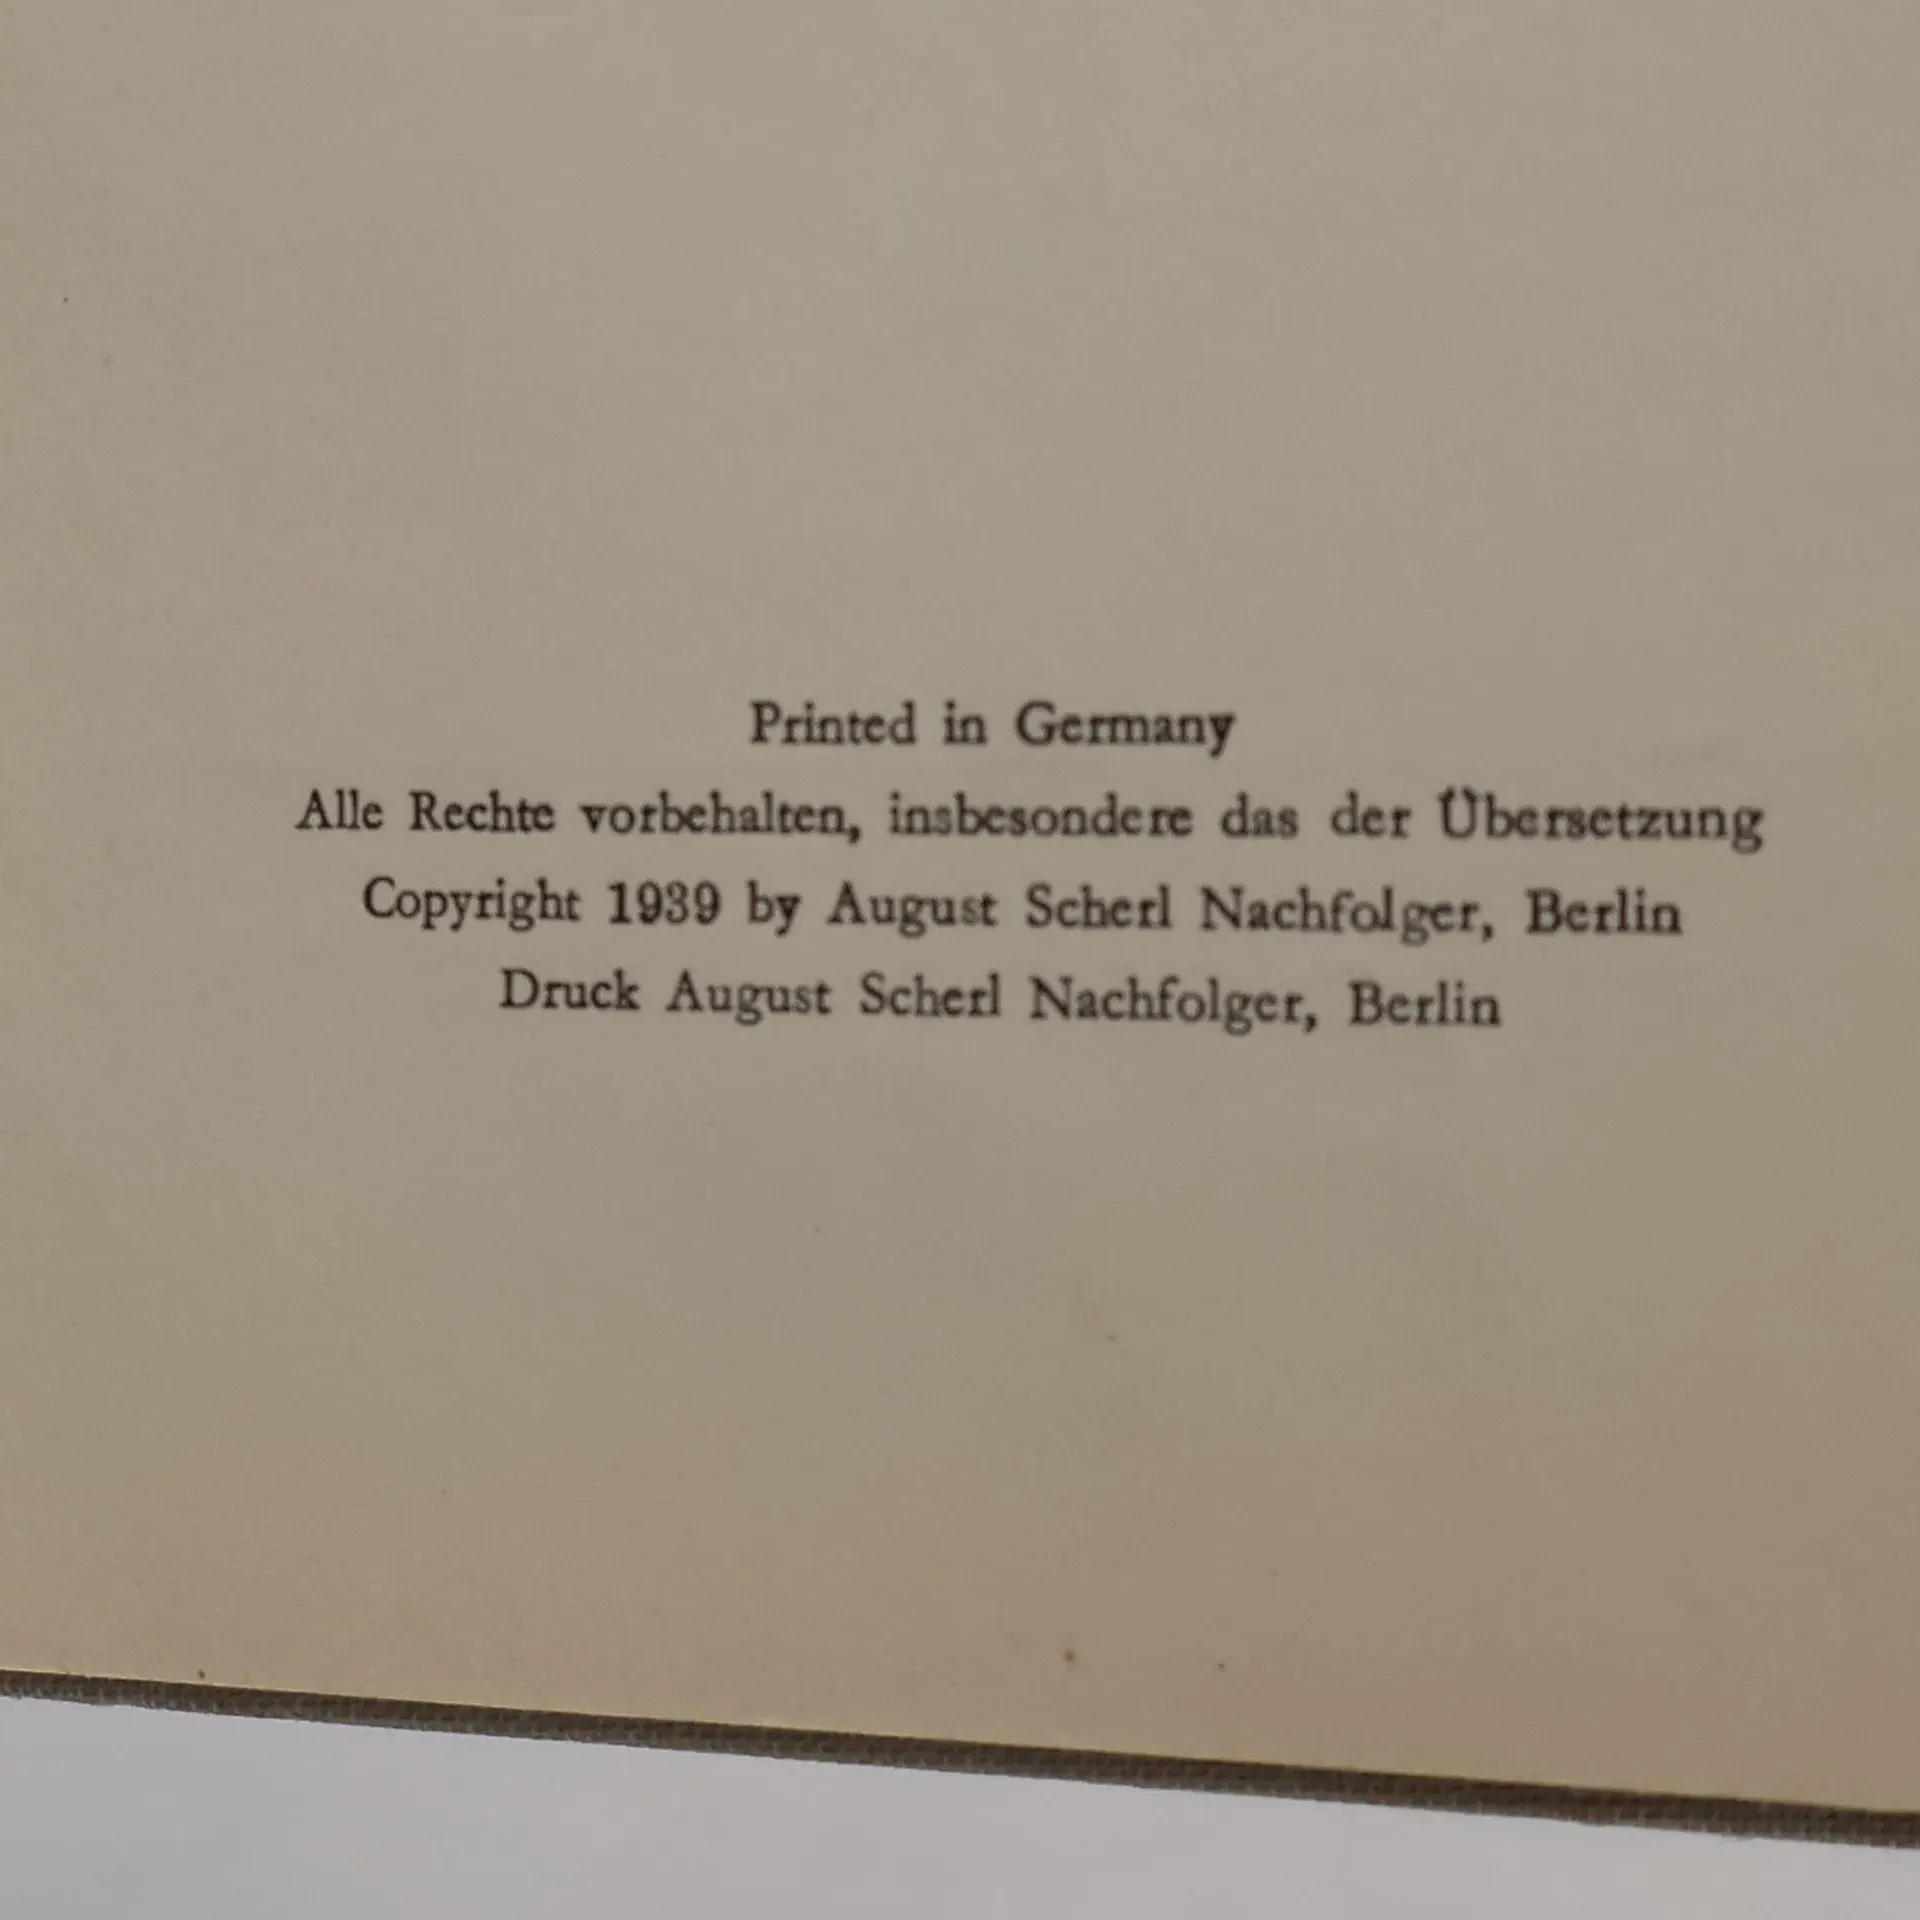 Printed in Germany
Alle Rechte vorbehalten, insbesondere das der Übersetzung
Copyright 1939 by August Scherl Nachfolger, Berlin
Druck August Scherl Nachfolger, Berlin